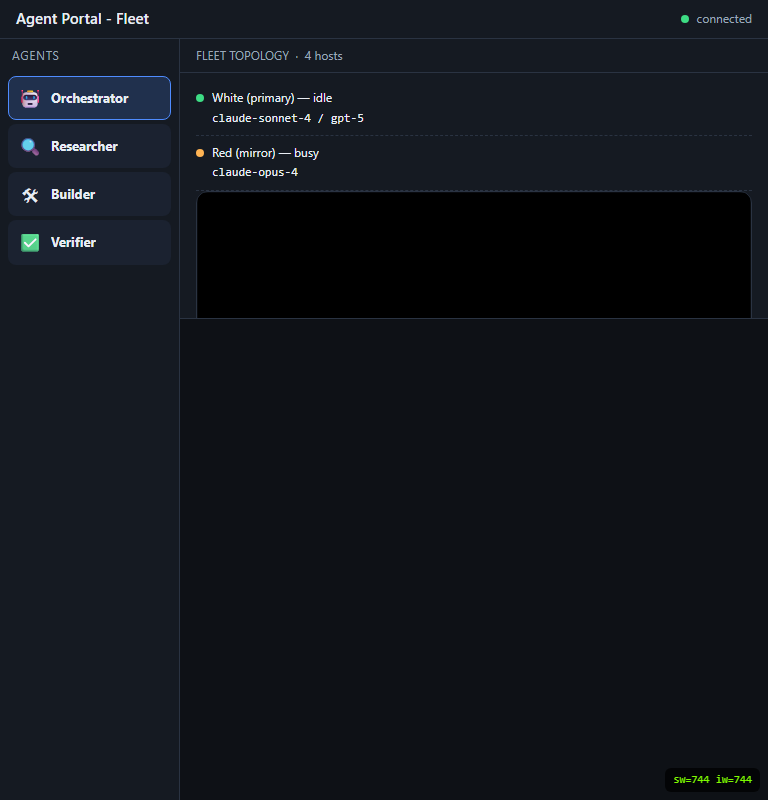 Agent Portal - Fleet
connected
AGENTS
Orchestrator
Researcher
Builder
Verifier
FLEET TOPOLOGY · 4 hosts
White (primary) — idle
claude-sonnet-4 / gpt-5
Red (mirror) — busy
claude-opus-4
sw=744 iw=744